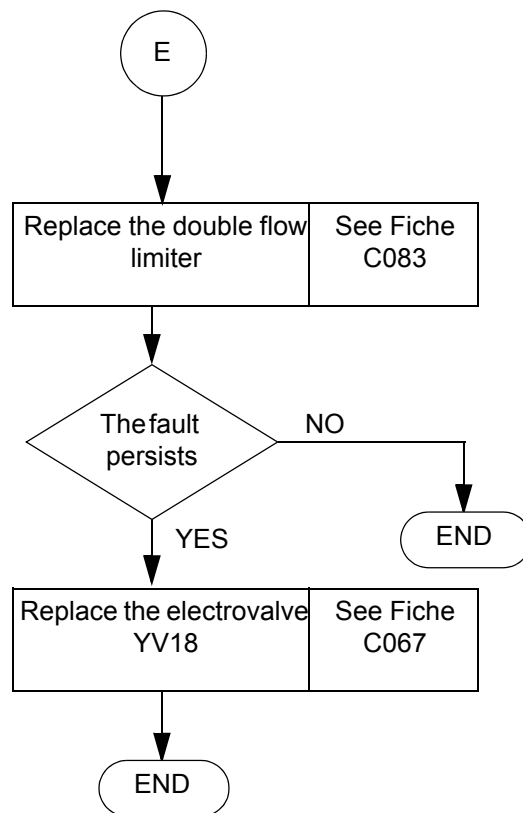 E
Replace the double flow
limiter
See Fiche
C083
The fault
persists
NO
END
YES
Replace the electrovalve
YV18
See Fiche
C067
END